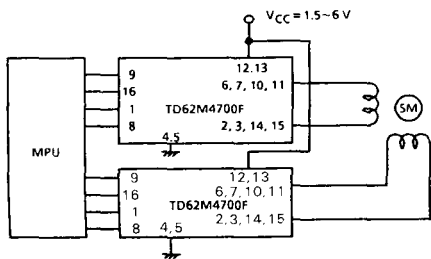 VCC = 1.5~6 V
12.13
9
6, 7, 10, 11
16
TD62M4700F
1
2, 3, 14, 15
8
4.5
SM
MPU
9
12, 13
6, 7, 10, 11
16
TD62M4700F
1
2, 3, 14, 15
8
4, 5